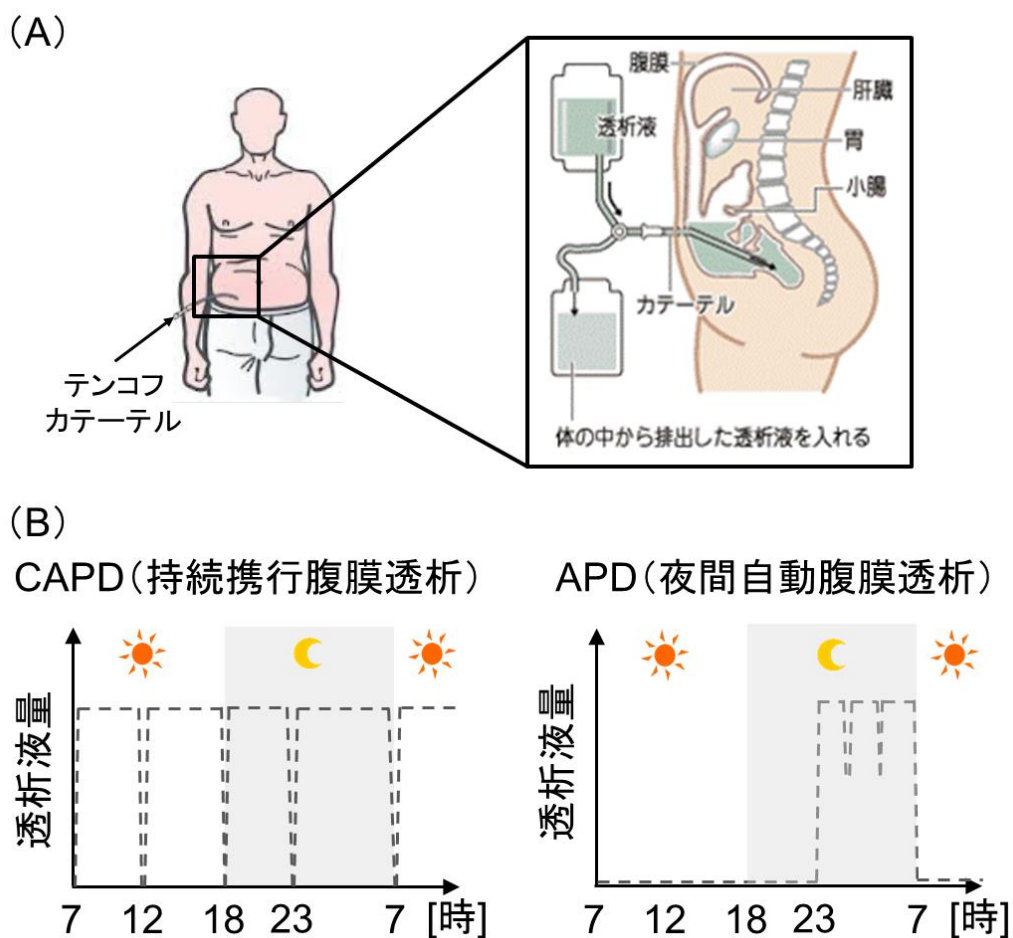 (A)
腹膜
肝臓
透析液
胃
小腸
カテーテル
テンコフ
カテーテル
体の中から排出した透析液を入れる
(B)
CAPD(持続携行腹膜透析)
APD(夜間自動腹膜透析)
透析液量
7 12 18 23 7 [時]
透析液量
7 12 18 23 7 [時]